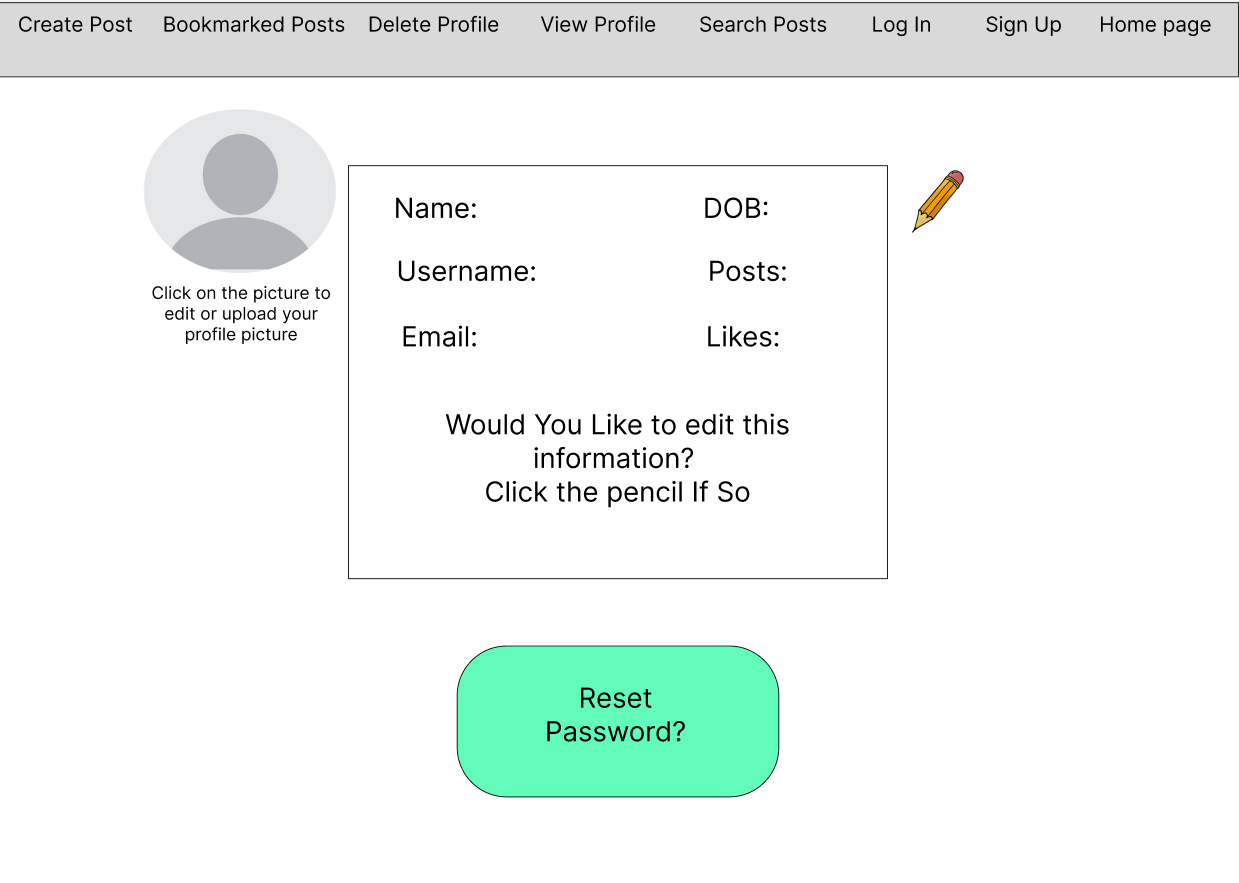 Create Post Bookmarked Posts Delete Profile View Profile Search Posts Log In Sign Up Home page
Click on the picture to
edit or upload your
profile picture
Name: DOB:
Username: Posts:
Email: Likes:
Would You Like to edit this
information?
Click the pencil If So
Reset
Password?